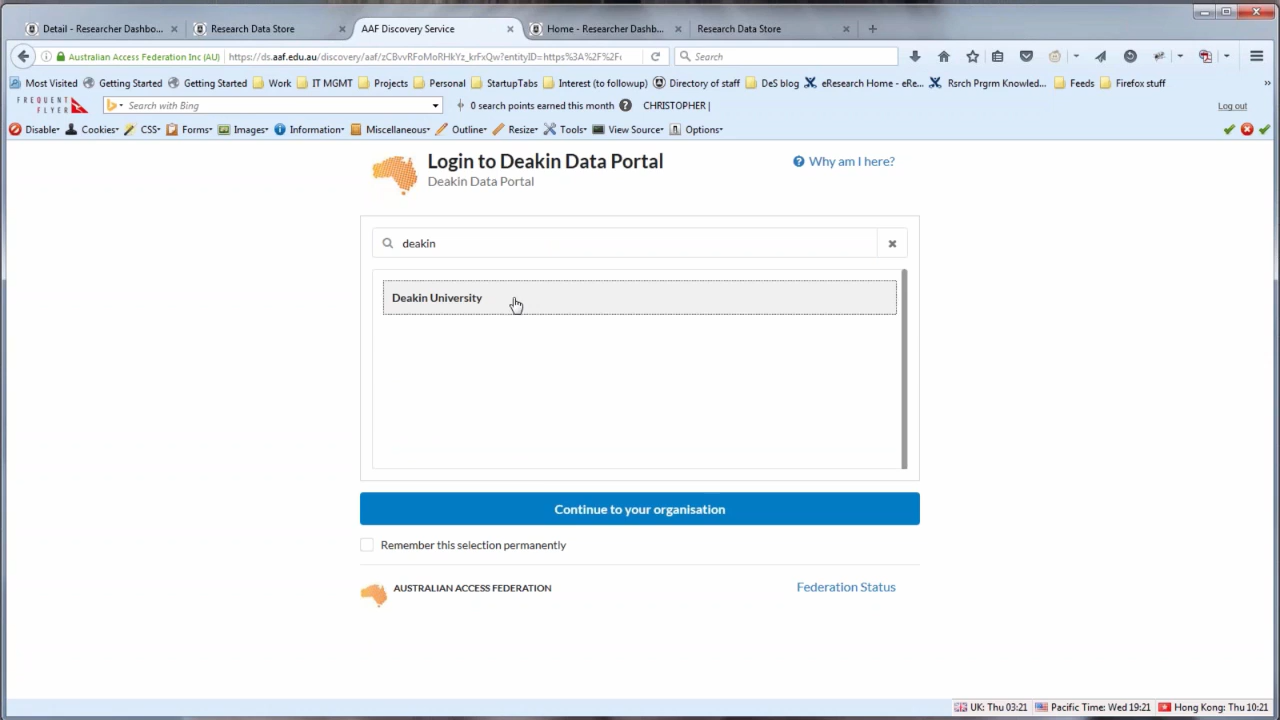 Detail - Researcher Dashbo...
Research Data Store
AAF Discovery Service
Home - Researcher Dashb...
Research Data Store
Australian Access Federation Inc (AU)
https://ds.aaf.edu.au/discovery/aaf/zCBvvRFoMoRHkYz_krFxQw?entityID=https%3A%2F%2F
Search
Most Visited
Getting Started
Getting Started
Work
IT MGMT
Projects
Personal
StartupTabs
Interest (to followup)
Directory of staff
DeS blog
eResearch Home - eRe...
Rsrch Prgrm Knowled...
Feeds
Firefox stuff
FREQUENT
FLYER
Search with Bing
0 search points earned this month
CHRISTOPHER |
Log out
Disable
Cookies
CSS
Forms
Images
Information
Miscellaneous
Outline
Resize
Tools
View Source
Options
Login to Deakin Data Portal
Deakin Data Portal
Why am I here?
deakin
Deakin University
Continue to your organisation
Remember this selection permanently
AUSTRALIAN ACCESS FEDERATION
Federation Status
UK: Thu 03:21
Pacific Time: Wed 19:21
Hong Kong: Thu 10:21